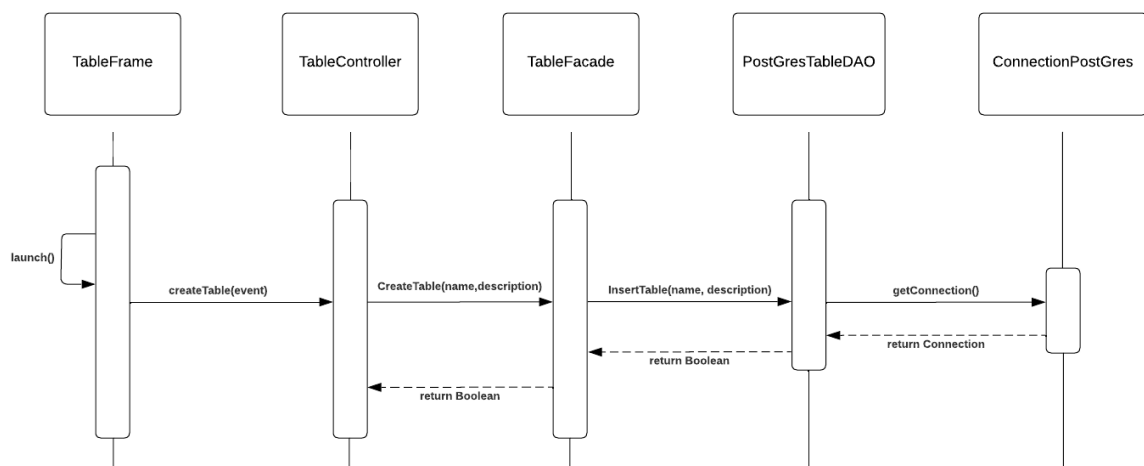 TableFrame
TableController
TableFacade
PostGresTableDAO
ConnectionPostGres
launch()
createTable(event)
CreateTable(name,description)
InsertTable(name, description)
getConnection()
return Connection
return Boolean
return Boolean